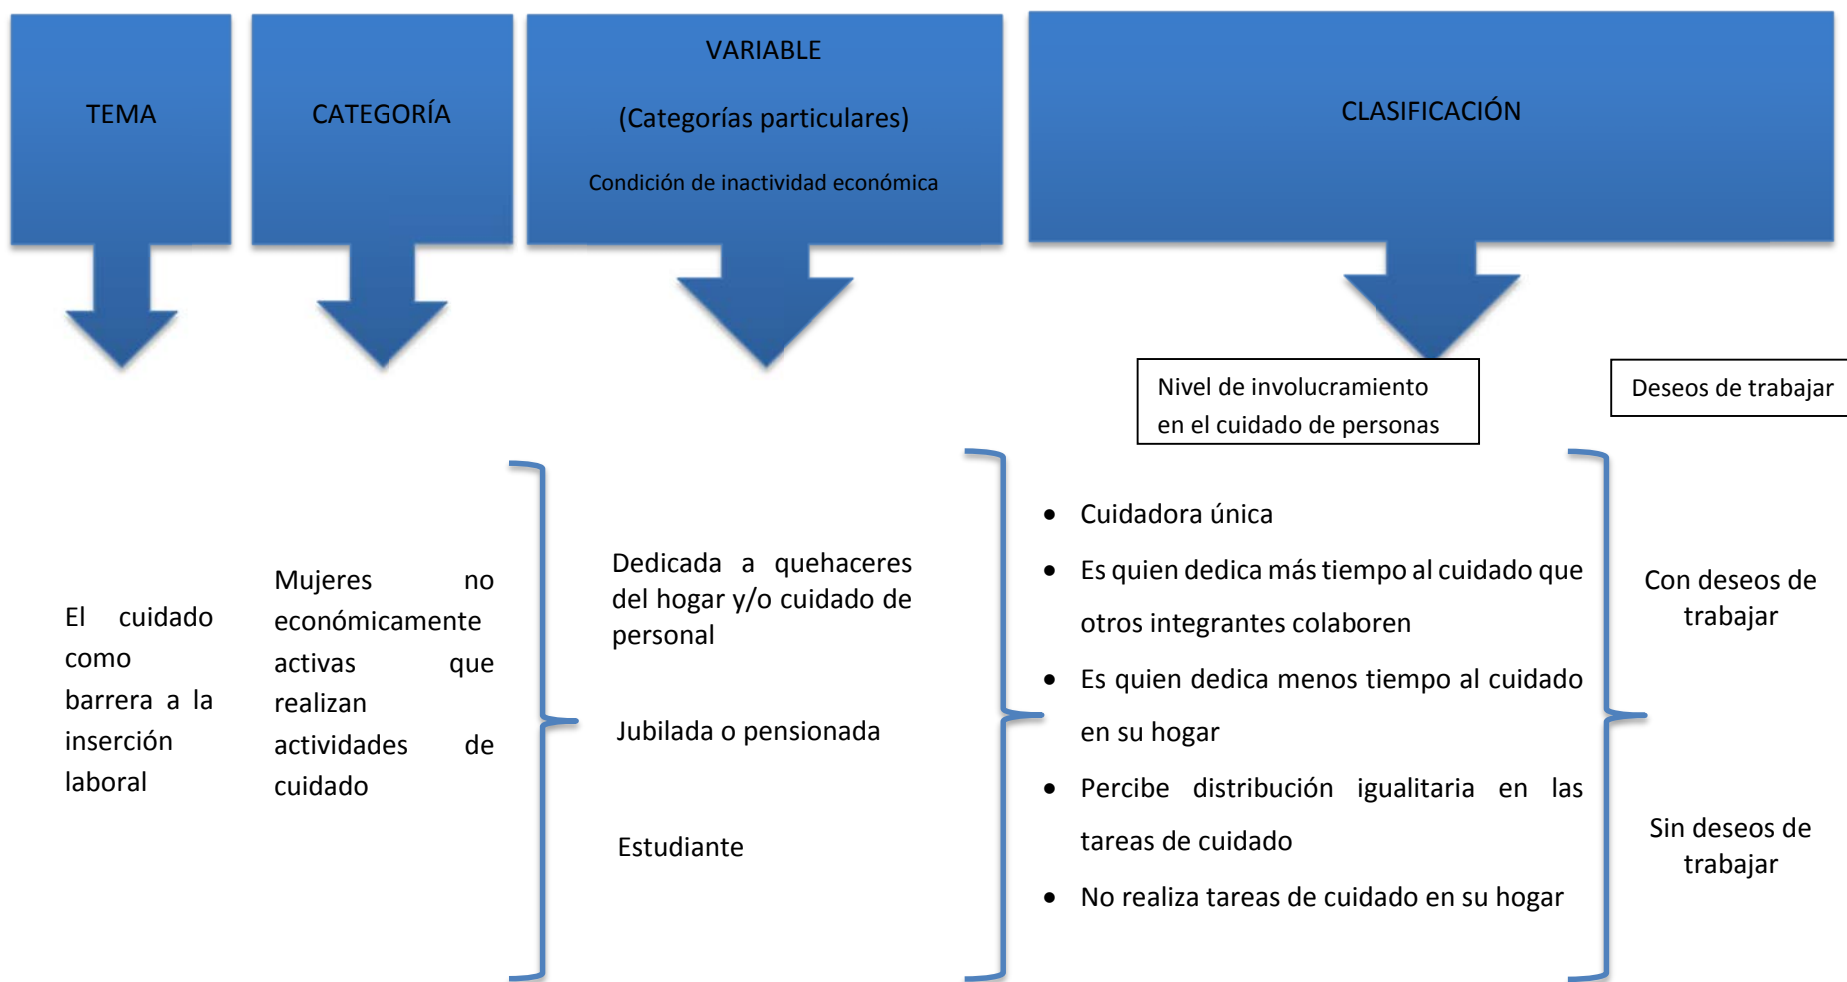 TEMA
CATEGORÍA
VARIABLE
(Categorías particulares)
Condición de inactividad económica
CLASIFICACIÓN
Nivel de involucramiento
en el cuidado de personas
Deseos de trabajar
El cuidado
como
barrera a la
inserción
laboral
Mujeres no
económicamente
activas que
realizan
actividades de
cuidado
Dedicada a quehaceres
del hogar y/o cuidado de
personal
Jubilada o pensionada
Estudiante
• Cuidadora única
• Es quien dedica más tiempo al cuidado que
otros integrantes colaboren
• Es quien dedica menos tiempo al cuidado
en su hogar
• Percibe distribución igualitaria en las
tareas de cuidado
• No realiza tareas de cuidado en su hogar
Con deseos de
trabajar
Sin deseos de
trabajar